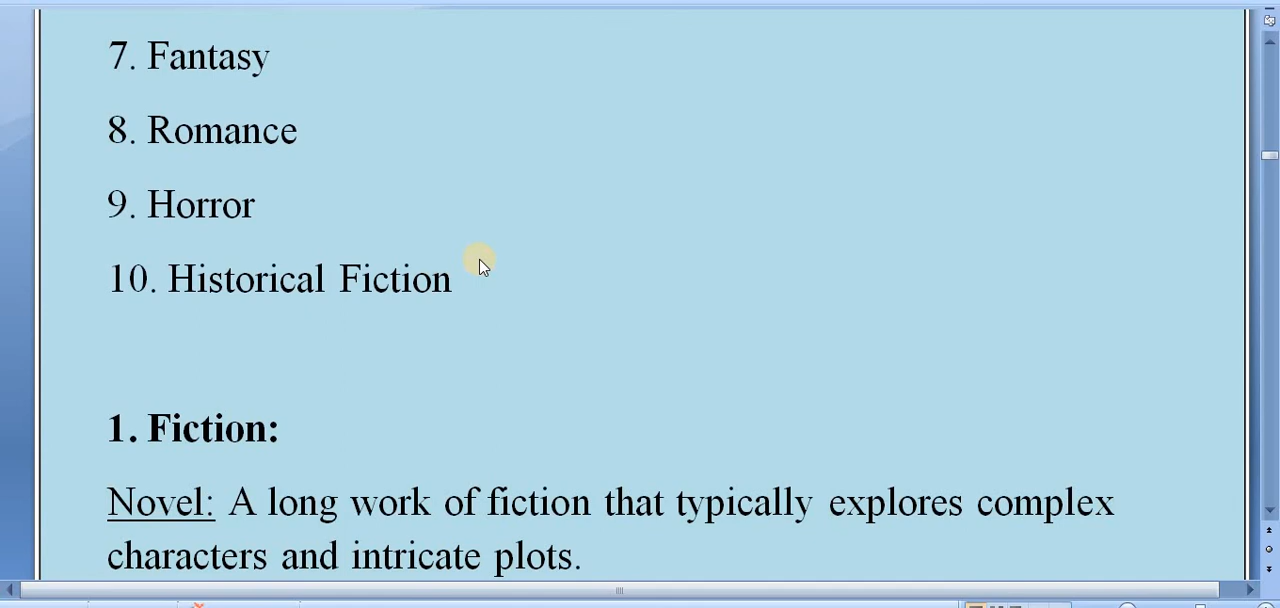 7. Fantasy
8. Romance
9. Horror
10. Historical Fiction
1. Fiction:
Novel: A long work of fiction that typically explores complex
characters and intricate plots.